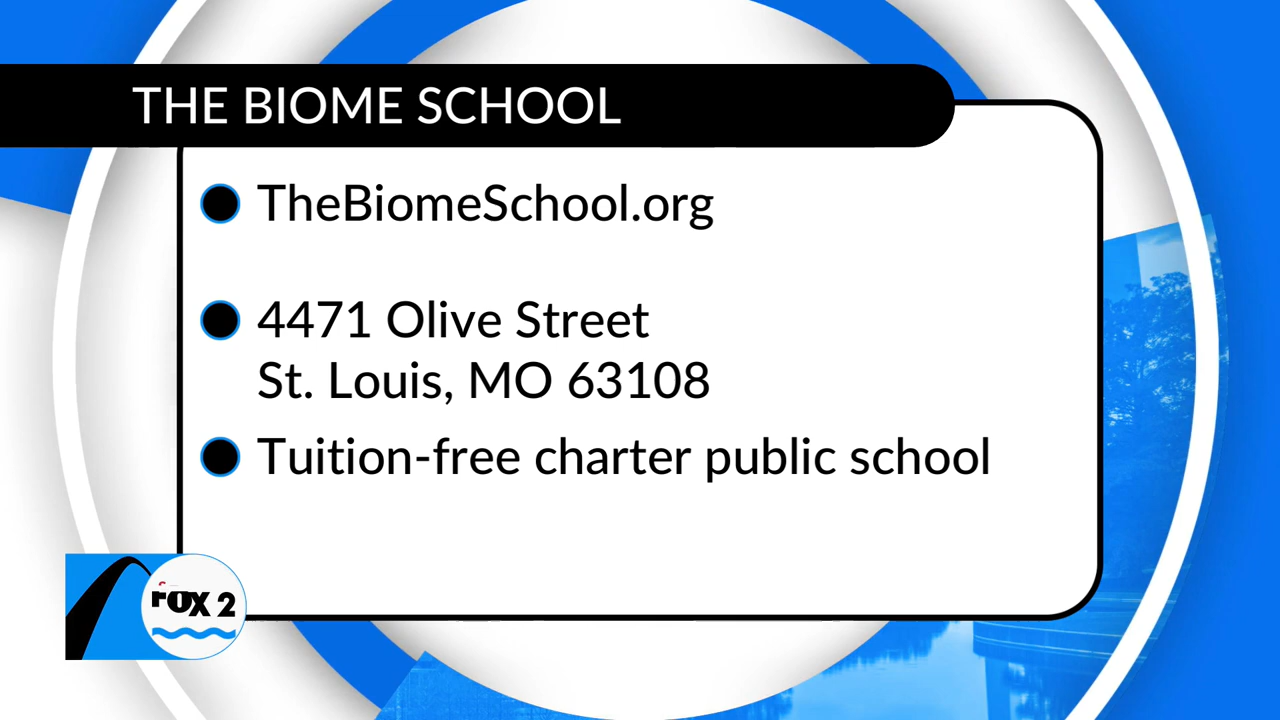 THE BIOME SCHOOL
TheBiomeSchool.org
4471 Olive Street
St. Louis, MO 63108
Tuition-free charter public school
FOX 2